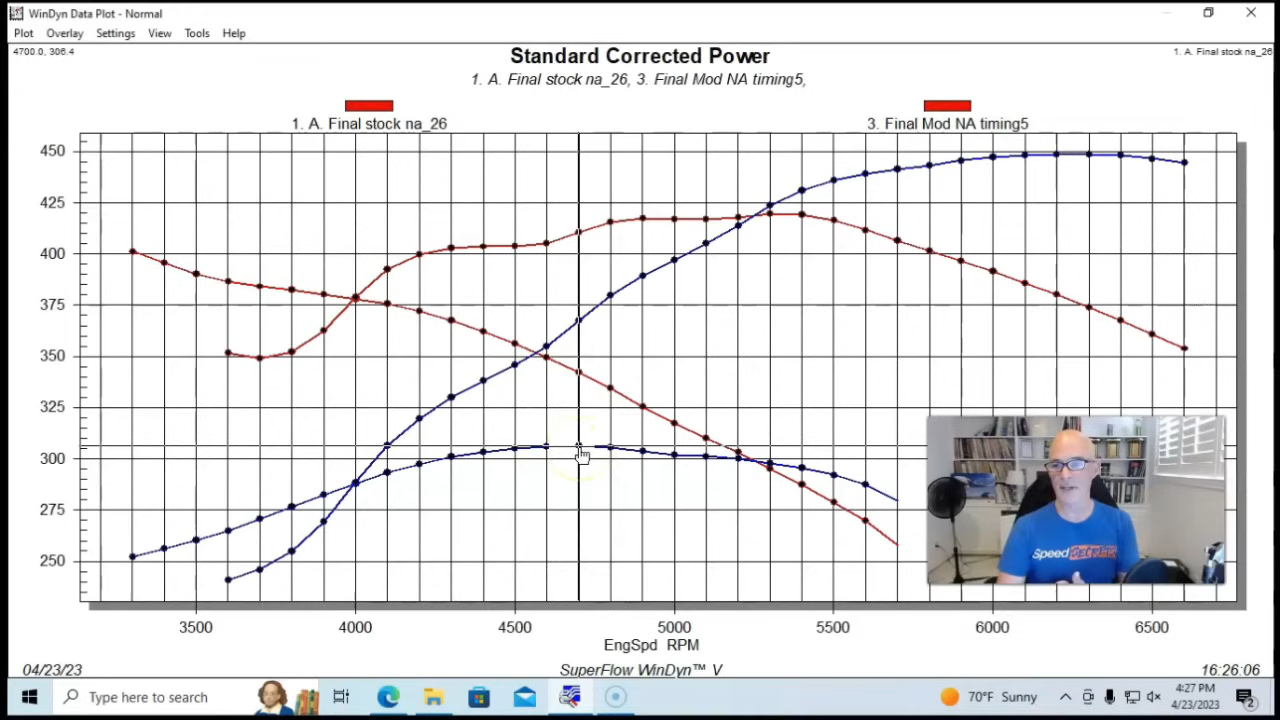 WinDyn Data Plot - Normal
Plot Overlay Settings View Tools Help
4700.0, 306.4
1. A. Final stock na_26
Standard Corrected Power
1. A. Final stock na_26, 3. Final Mod NA timing5,
1. A. Final stock na_26
3. Final Mod NA timing5
450
425
400
375
350
325
300
275
250
3500 4000 4500 5000 5500 6000 6500
EngSpd RPM
Speed
04/23/23
SuperFlow WinDyn™ V
16:26:06
Type here to search
70°F Sunny
4:27 PM
4/23/2023
2